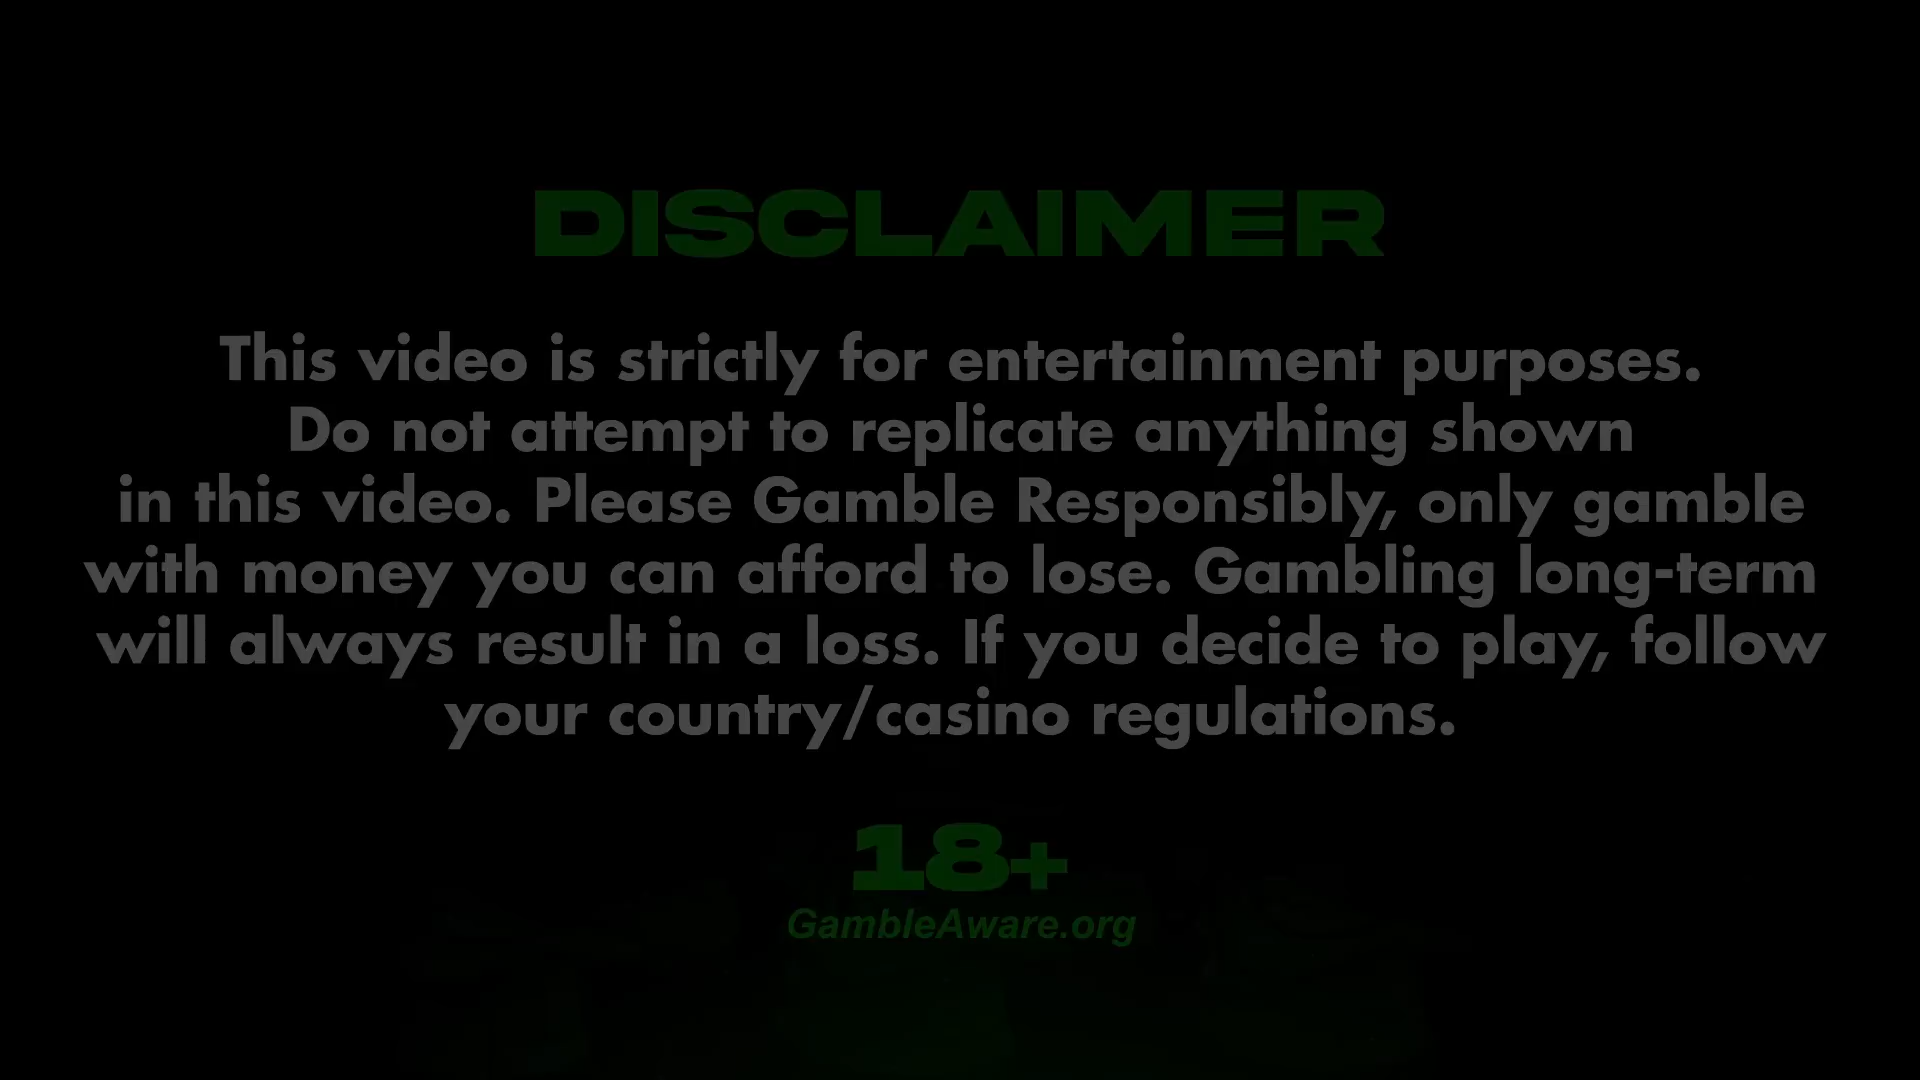 DISCLAIMER
This video is strictly for entertainment purposes.
Do not attempt to replicate anything shown
in this video. Please Gamble Responsibly, only gamble
with money you can afford to lose. Gambling long-term
will always result in a loss. If you decide to play, follow
your country/casino regulations.
18+
GambleAware.org